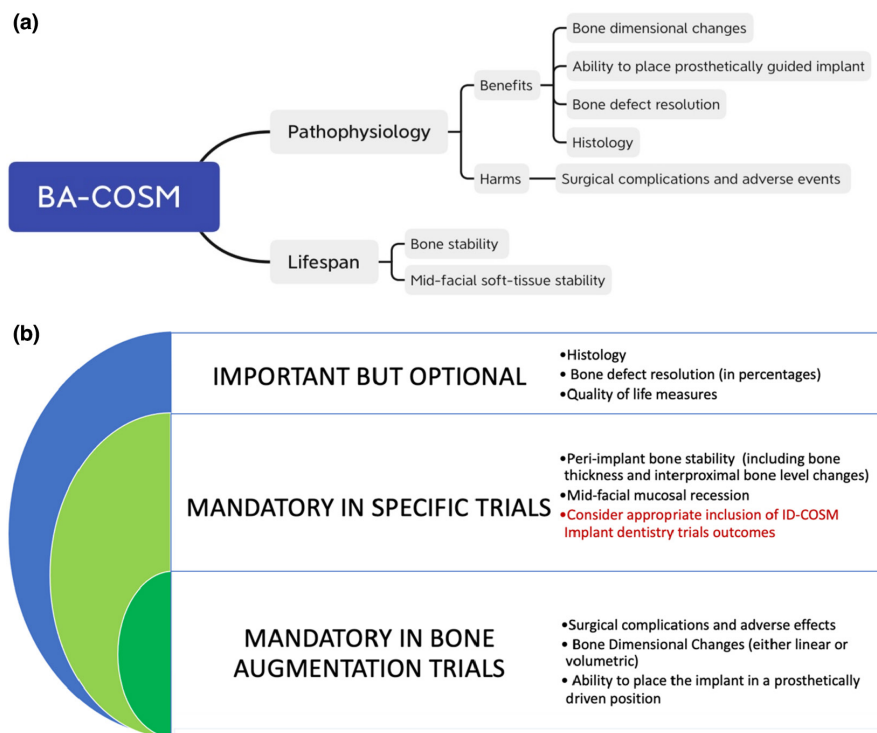 (a)
BA-COSM
Pathophysiology
Benefits
Bone dimensional changes
Ability to place prosthetically guided implant
Bone defect resolution
Histology
Harms
Surgical complications and adverse events
Lifespan
Bone stability
Mid-facial soft-tissue stability
(b)
IMPORTANT BUT OPTIONAL
•Histology
• Bone defect resolution (in percentages)
•Quality of life measures
MANDATORY IN SPECIFIC TRIALS
•Peri-implant bone stability (including bone
thickness and interproximal bone level changes)
•Mid-facial mucosal recession
•Consider appropriate inclusion of ID-COSM
Implant dentistry trials outcomes
MANDATORY IN BONE
AUGMENTATION TRIALS
•Surgical complications and adverse effects
•Bone Dimensional Changes (either linear or
volumetric)
•Ability to place the implant in a prosthetically
driven position